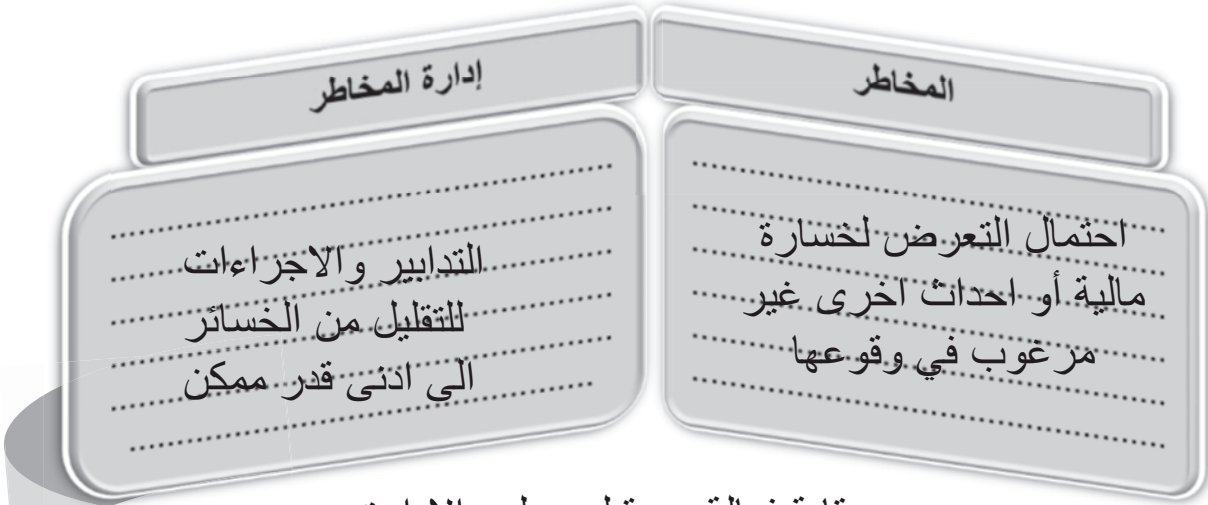 المخاطر
احتمال التعرض لخسارة
مالية أو احداث اخرى غير
مرغوب في وقوعها
إدارة المخاطر
التدابير والاجراءات
للتقليل من الخسائر
الى ادنى قدر ممكن